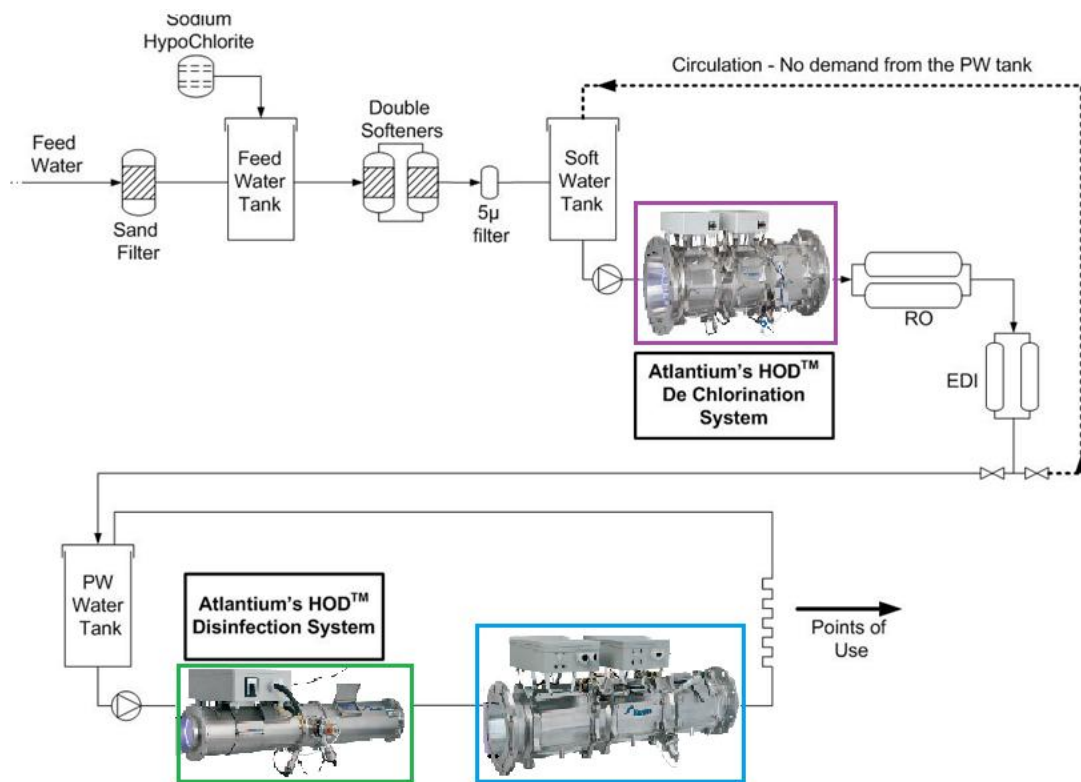 Sodium
HypoChlorite
Circulation - No demand from the PW tank
Double
Softeners
Feed
Water
Feed
Water
Tank
Soft
Water
Tank
Sand
Filter
5µ
filter
RO
Atlantium's HOD™
De Chlorination
System
EDI
PW
Water
Tank
Atlantium's HOD™
Disinfection System
Points of
Use